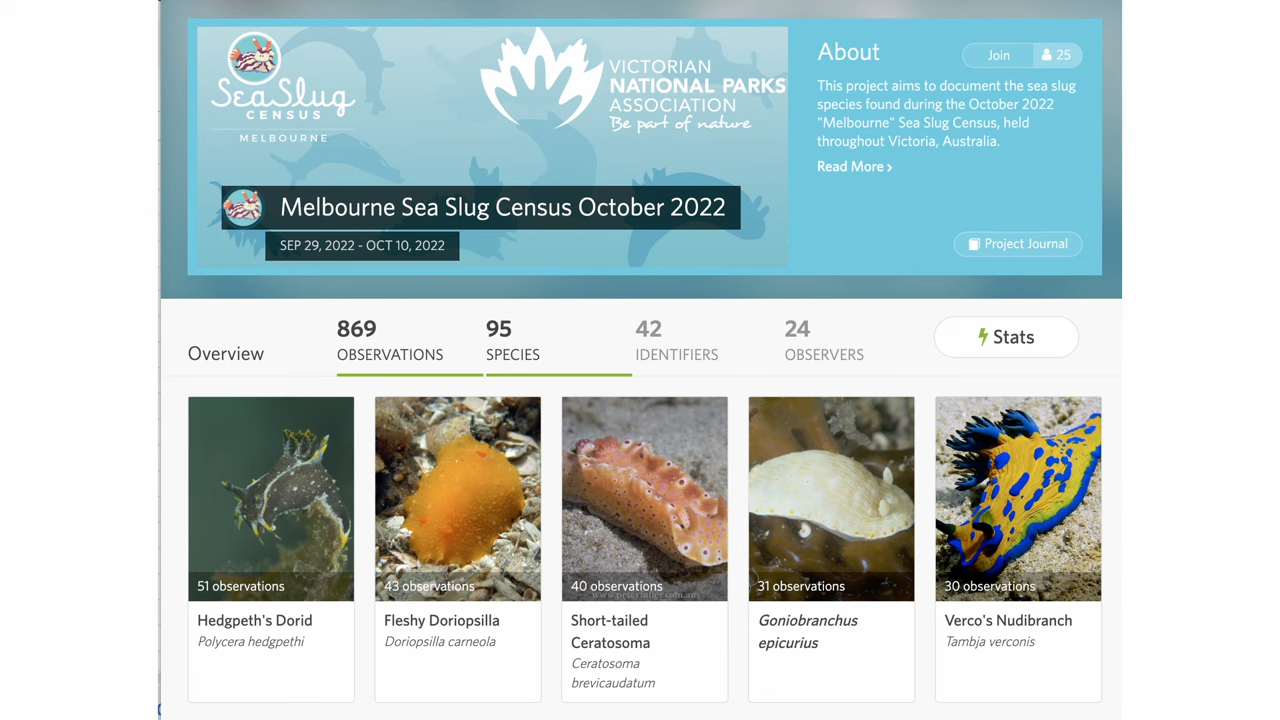 SeaSlug
CENSUS
MELBOURNE
VICTORIAN
NATIONAL PARKS
ASSOCIATION
Be part of nature
Melbourne Sea Slug Census October 2022
SEP 29, 2022 - OCT 10, 2022
About
Join
25
This project aims to document the sea slug
species found during the October 2022
"Melbourne" Sea Slug Census, held
throughout Victoria, Australia.
Read More ›
Project Journal
Overview
869
OBSERVATIONS
95
SPECIES
42
IDENTIFIERS
24
OBSERVERS
Stats
51 observations
Hedgpeth's Dorid
Polycera hedgpethi
43 observations
Fleshy Doriopsilla
Doriopsilla carneola
40 observations
Short-tailed
Ceratosoma
Ceratosoma
brevicaudatum
31 observations
Goniobranchus
epicurius
30 observations
Verco's Nudibranch
Tambja verconis